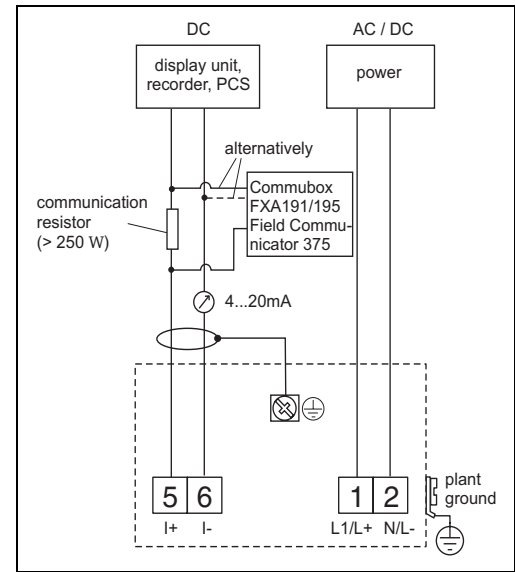 DC
AC / DC
display unit,
recorder, PCS
power
alternatively
Commubox
FXA191/195
Field Commu-
nicator 375
communication
resistor
(> 250 W)
4...20mA
5 6
1 2
I+ I-
L1/L+ N/L-
plant
ground